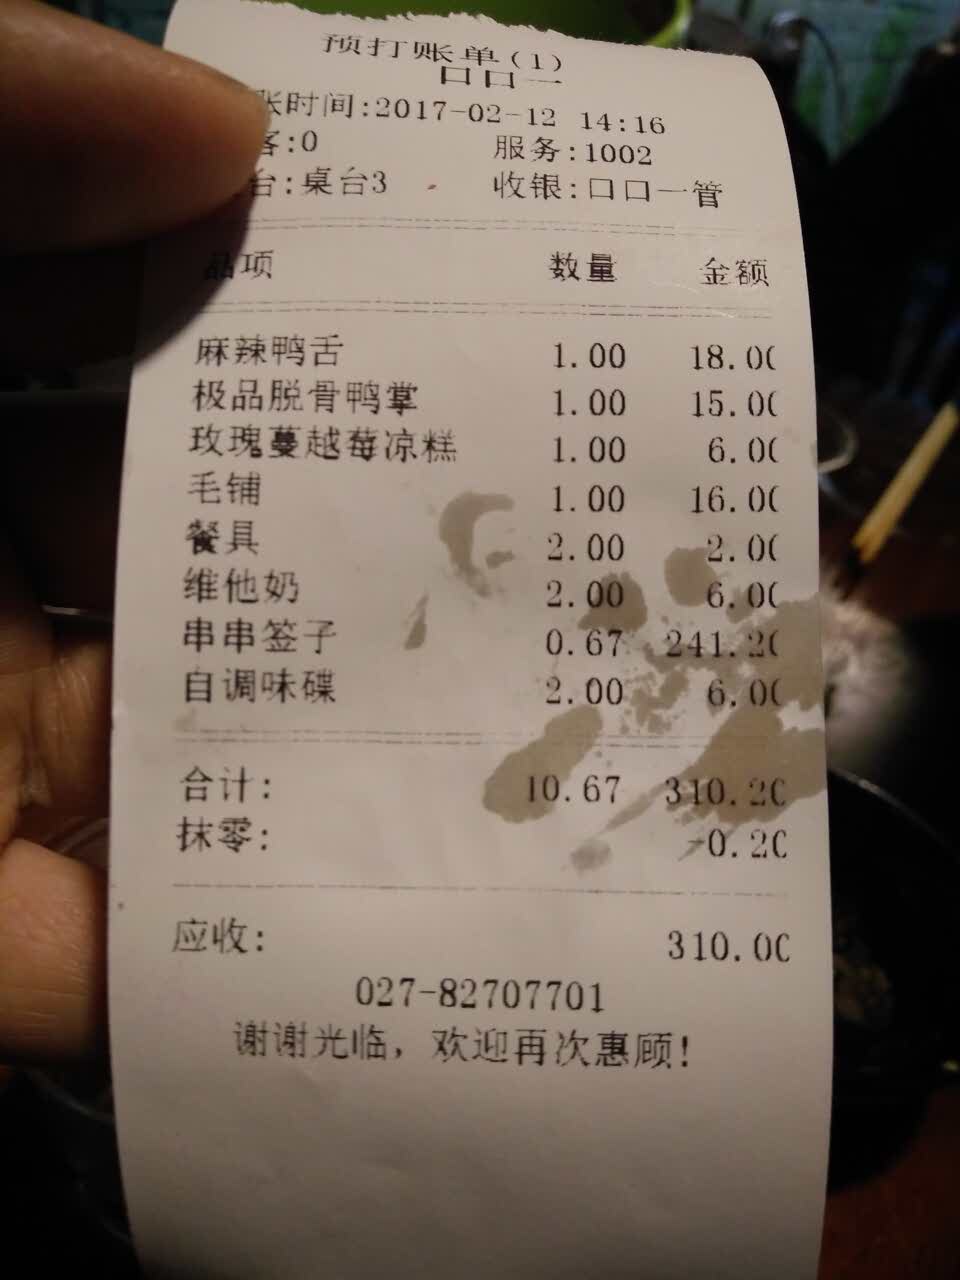 预打账单(1)
口口一
账时间:2017-02-12 14:16
客:0 服务:1002
台:桌台3 收银:口口一管
品项 数量 金额
麻辣鸭舌 1.00 18.00
极品脱骨鸭掌 1.00 15.00
玫瑰蔓越莓凉糕 1.00 6.00
毛铺 1.00 16.00
餐具 2.00 2.00
维他奶 2.00 6.00
串串签子 0.67 241.20
自调味碟 2.00 6.00
合计: 10.67 310.20
抹零: -0.20
应收: 310.00
027-82707701
谢谢光临，欢迎再次惠顾!